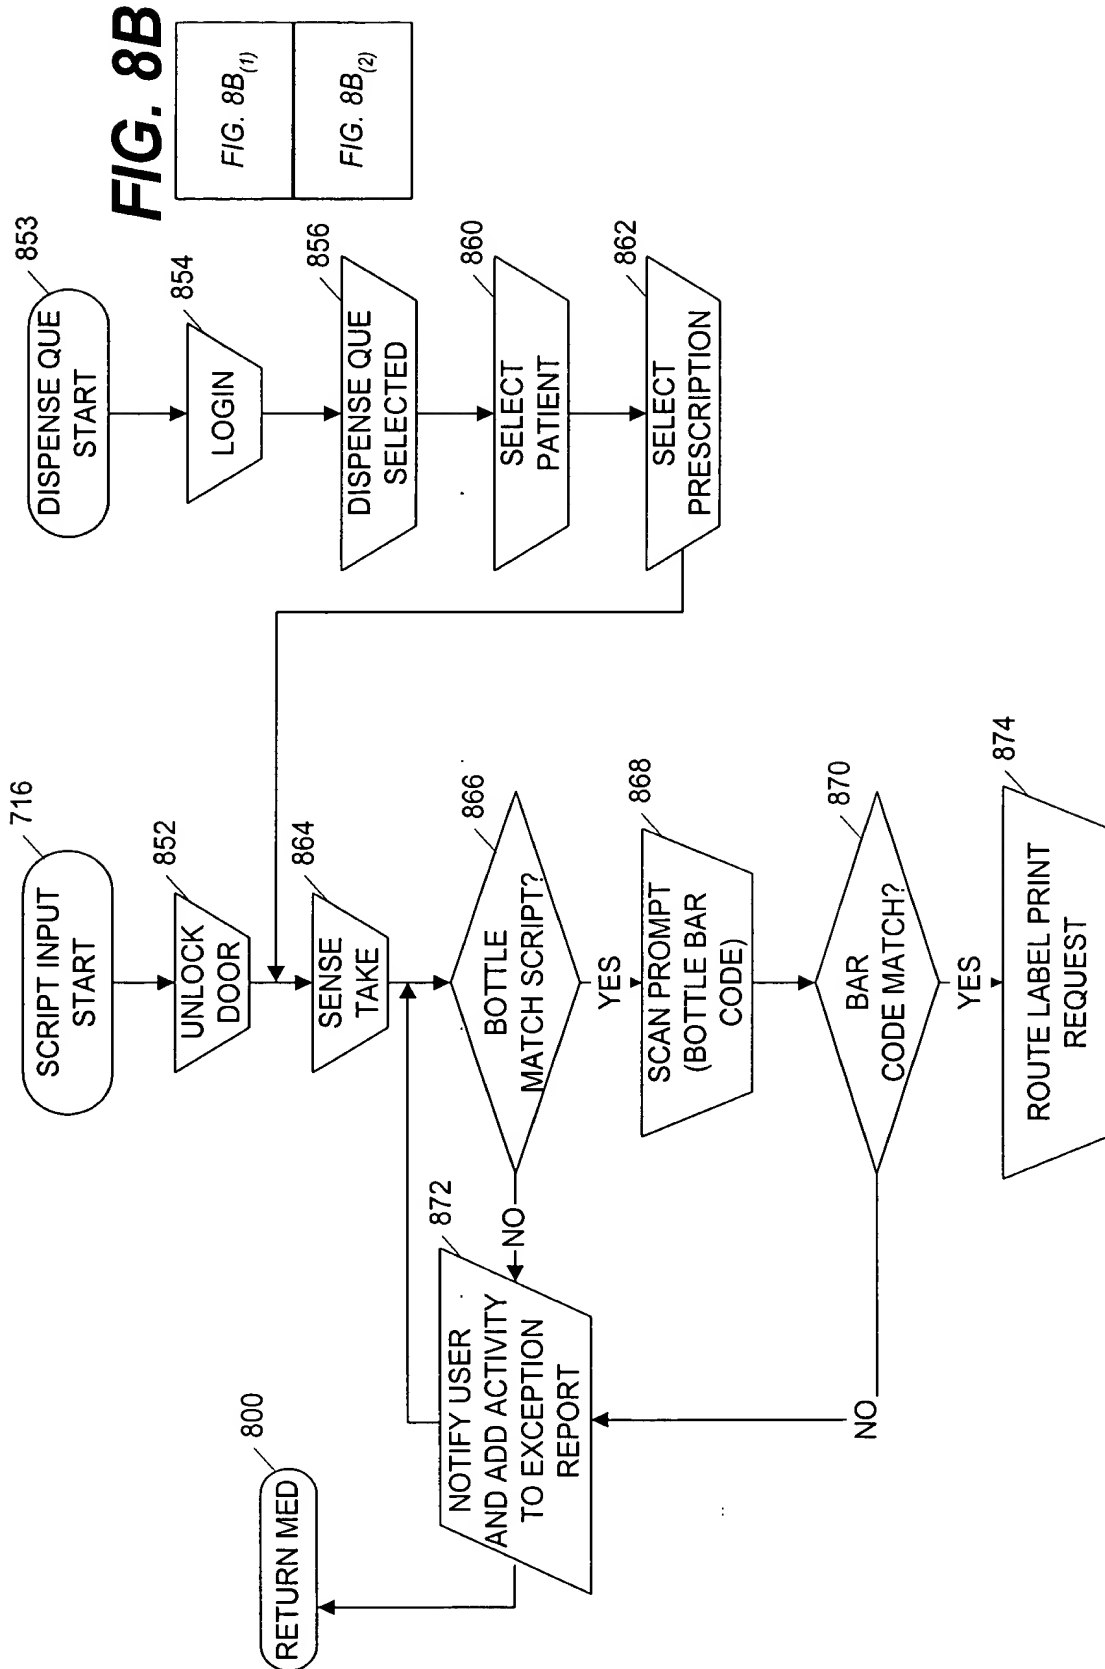 FIG. 8B
FIG. 8B(1)
FIG. 8B(2)
853
DISPENSE QUE
START
854
LOGIN
856
DISPENSE QUE
SELECTED
860
SELECT
PATIENT
862
SELECT
PRESCRIPTION
716
SCRIPT INPUT
START
852
UNLOCK
DOOR
864
SENSE
TAKE
866
BOTTLE
MATCH SCRIPT?
YES
NO
868
SCAN PROMPT
(BOTTLE BAR
CODE)
870
BAR
CODE MATCH?
YES
NO
874
ROUTE LABEL PRINT
REQUEST
872
NOTIFY USER
AND ADD ACTIVITY
TO EXCEPTION
REPORT
800
RETURN MED